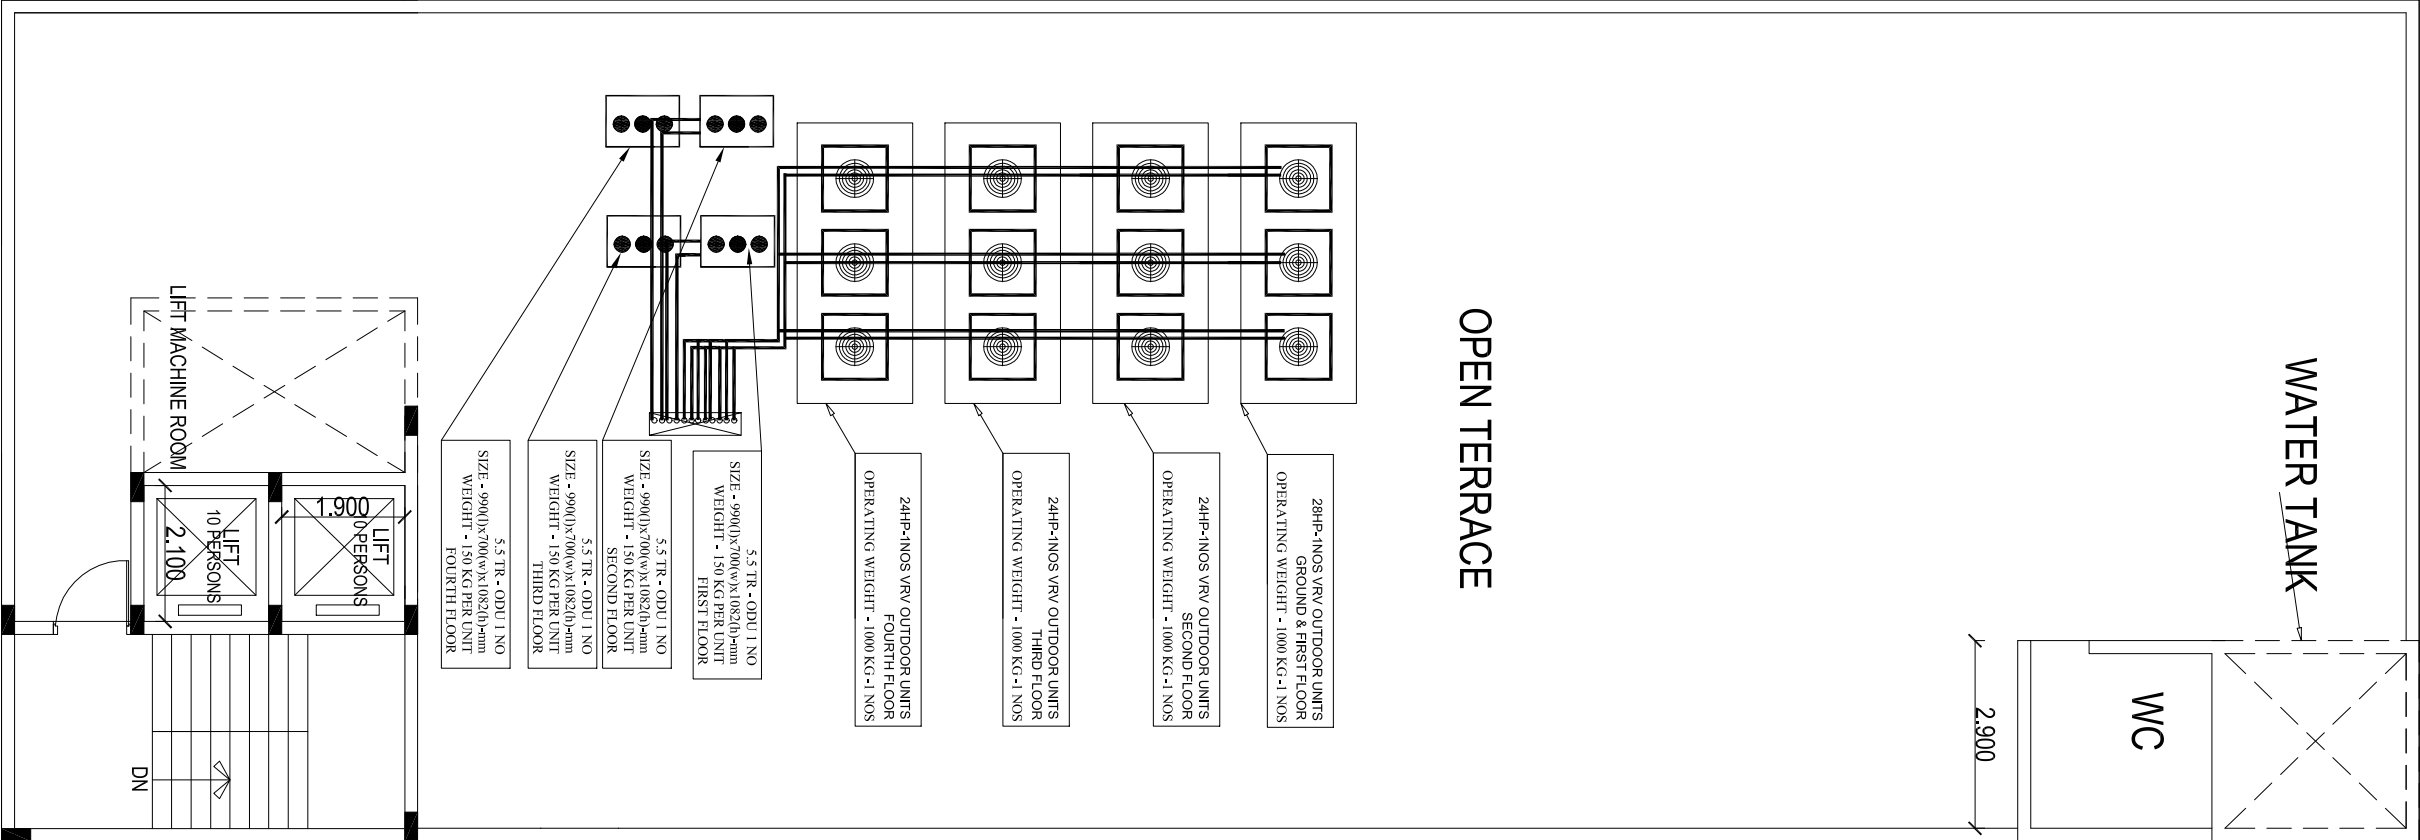 LIFT MACHINE ROOM
LIFT
10 PERSONS
2.100
1.900
LIFT
10 PERSONS
DN
5.5 TR - ODU 1 NO
SIZE - 990(l)x700(w)x1082(h)-mm
WEIGHT - 150 KG PER UNIT
FOURTH FLOOR
5.5 TR - ODU 1 NO
SIZE - 990(l)x700(w)x1082(h)-mm
WEIGHT - 150 KG PER UNIT
THIRD FLOOR
5.5 TR - ODU 1 NO
SIZE - 990(l)x700(w)x1082(h)-mm
WEIGHT - 150 KG PER UNIT
SECOND FLOOR
5.5 TR - ODU 1 NO
SIZE - 990(l)x700(w)x1082(h)-mm
WEIGHT - 150 KG PER UNIT
FIRST FLOOR
24HP-1NOS VRV OUTDOOR UNITS
FOURTH FLOOR
OPERATING WEIGHT - 1000 KG-1 NOS
24HP-1NOS VRV OUTDOOR UNITS
THIRD FLOOR
OPERATING WEIGHT - 1000 KG-1 NOS
24HP-1NOS VRV OUTDOOR UNITS
SECOND FLOOR
OPERATING WEIGHT - 1000 KG-1 NOS
28HP-1NOS VRV OUTDOOR UNITS
GROUND & FIRST FLOOR
OPERATING WEIGHT - 1000 KG-1 NOS
OPEN TERRACE
WATER TANK
WC
2.900